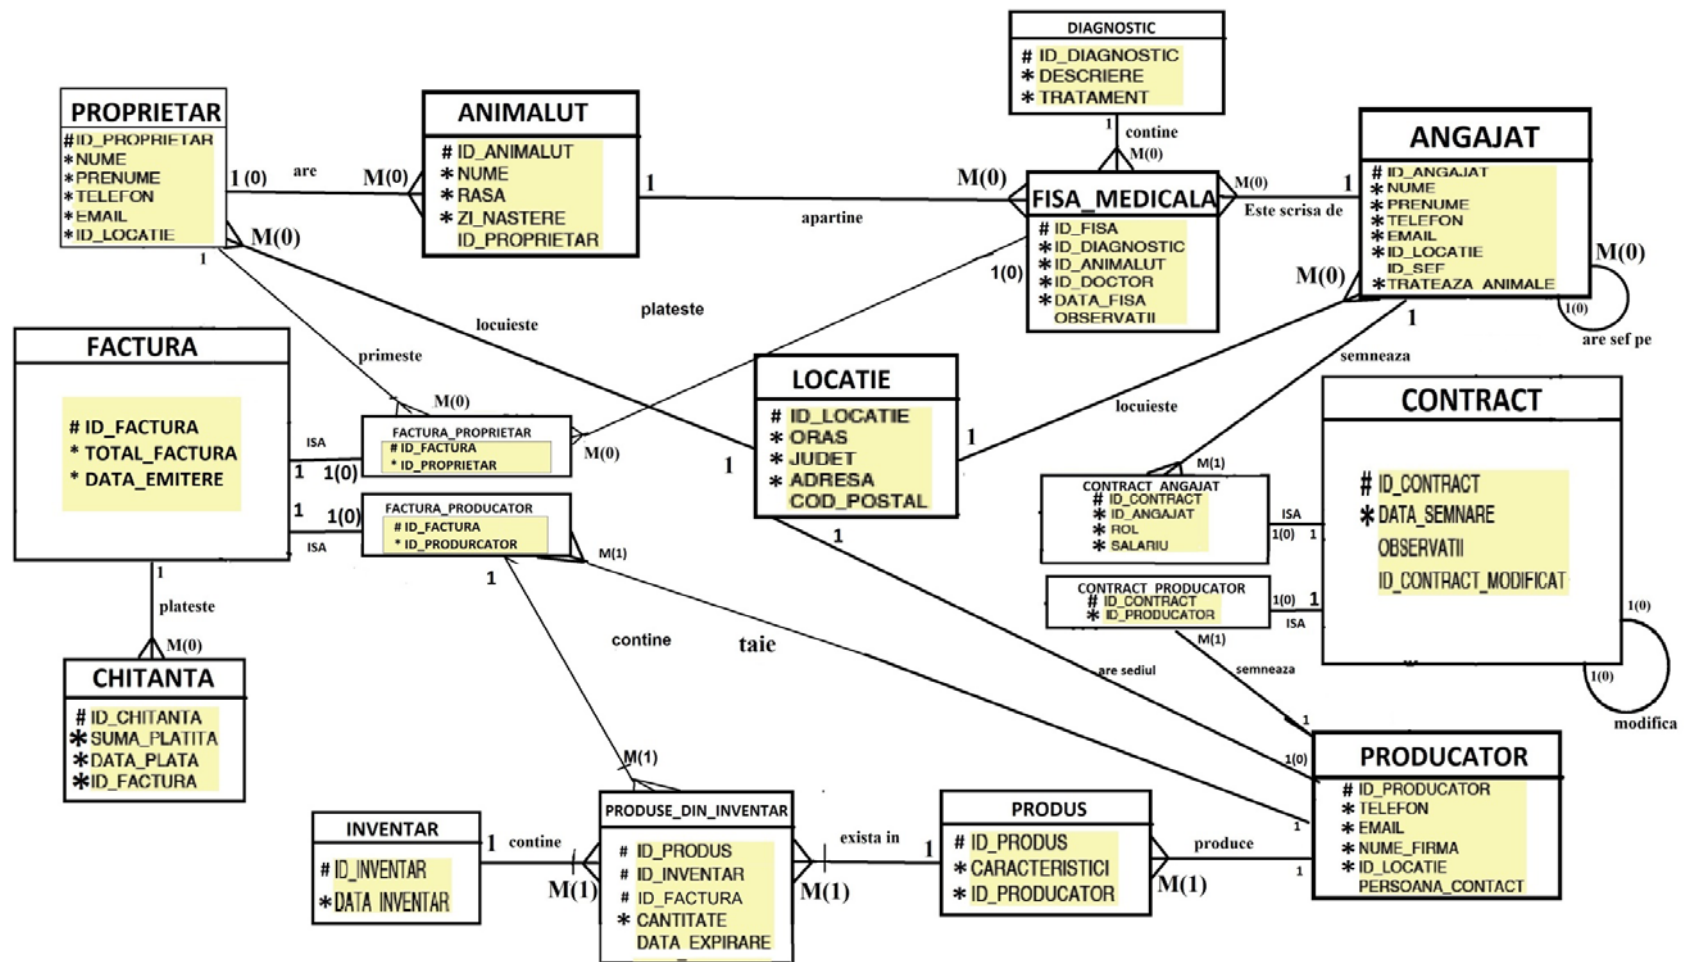 DIAGNOSTIC
# ID_DIAGNOSTIC
* DESCRIERE
* TRATAMENT
1
contine
M(0)
PROPRIETAR
# ID_PROPRIETAR
* NUME
* PRENUME
* TELEFON
* EMAIL
* ID_LOCATIE
1 (0)
are
M(0)
ANIMALUT
# ID_ANIMALUT
* NUME
* RASA
* ZI_NASTERE
ID_PROPRIETAR
1
apartine
M(0)
FISA_MEDICALA
# ID_FISA
* ID_DIAGNOSTIC
* ID_ANIMALUT
* ID_DOCTOR
* DATA_FISA
OBSERVATII
M(0)
Este scrisa de
1
ANGAJAT
# ID_ANGAJAT
* NUME
* PRENUME
* TELEFON
* EMAIL
* ID_LOCATIE
ID_SEF
* TRATEAZA ANIMALE
M(0)
1(0)
are sef pe
M(0)
1
M(0)
locuieste
1
primeste
M(0)
1(0)
plateste
M(0)
locuieste
1
1
semneaza
M(1)
FACTURA
# ID_FACTURA
* TOTAL_FACTURA
* DATA_EMITERE
ISA
1
1(0)
FACTURA_PROPRIETAR
# ID_FACTURA
* ID_PROPRIETAR
1
1(0)
ISA
FACTURA_PRODUCATOR
# ID_FACTURA
* ID_PRODURCATOR
M(1)
1
LOCATIE
# ID_LOCATIE
* ORAS
* JUDET
* ADRESA
COD_POSTAL
1
CONTRACT
# ID_CONTRACT
* DATA_SEMNARE
OBSERVATII
ID_CONTRACT_MODIFICAT
CONTRACT_ANGAJAT
# ID_CONTRACT
* ID_ANGAJAT
* ROL
* SALARIU
ISA
1(0)
1
CONTRACT_PRODUCATOR
# ID_CONTRACT
* ID_PRODUCATOR
1(0)
1
ISA
M(1)
semneaza
1
1(0)
1(0)
modifica
1
plateste
M(0)
CHITANTA
# ID_CHITANTA
* SUMA_PLATITA
* DATA_PLATA
* ID_FACTURA
contine
taie
are sediul
1(0)
1
M(1)
INVENTAR
# ID_INVENTAR
* DATA INVENTAR
1
contine
M(1)
PRODUSE_DIN_INVENTAR
# ID_PRODUS
# ID_INVENTAR
# ID_FACTURA
* CANTITATE
DATA EXPIRARE
exista in
M(1)
1
PRODUS
# ID_PRODUS
* CARACTERISTICI
* ID_PRODUCATOR
produce
M(1)
1
PRODUCATOR
# ID_PRODUCATOR
* TELEFON
* EMAIL
* NUME_FIRMA
* ID_LOCATIE
PERSOANA_CONTACT